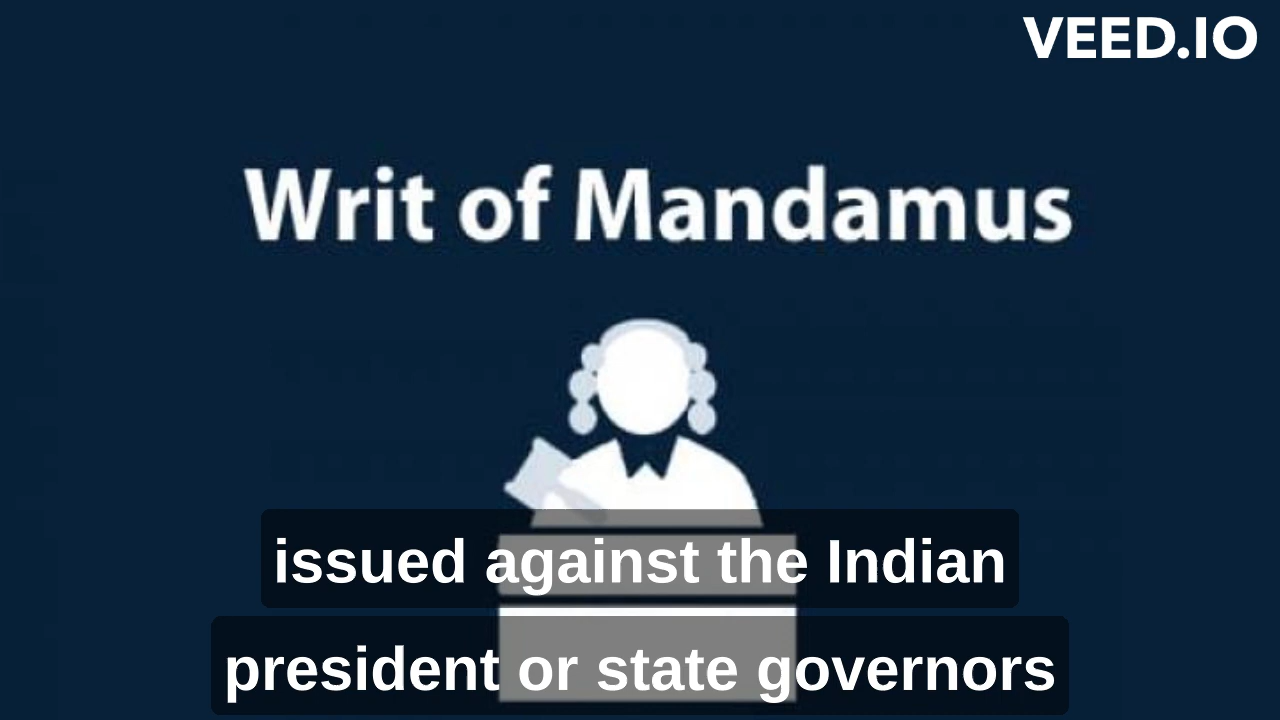 VEED.IO
Writ of Mandamus
issued against the Indian
president or state governors